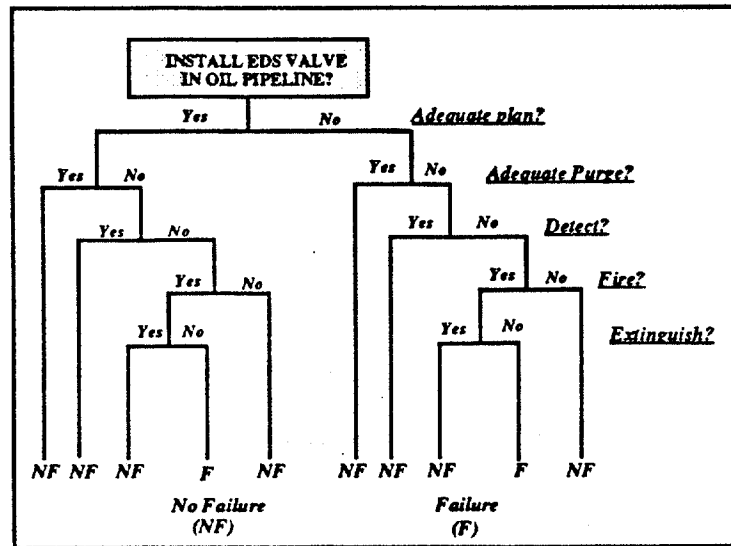 INSTALL EDS VALVE
IN OIL PIPELINE?
Yes No Adequate plan?
Yes No Yes No Adequate Purge?
Yes No Yes No Detect?
Yes No Yes No Fire?
Yes No Yes No Extinguish?
NF NF NF F NF NF NF NF F NF
No Failure Failure
(NF) (F)